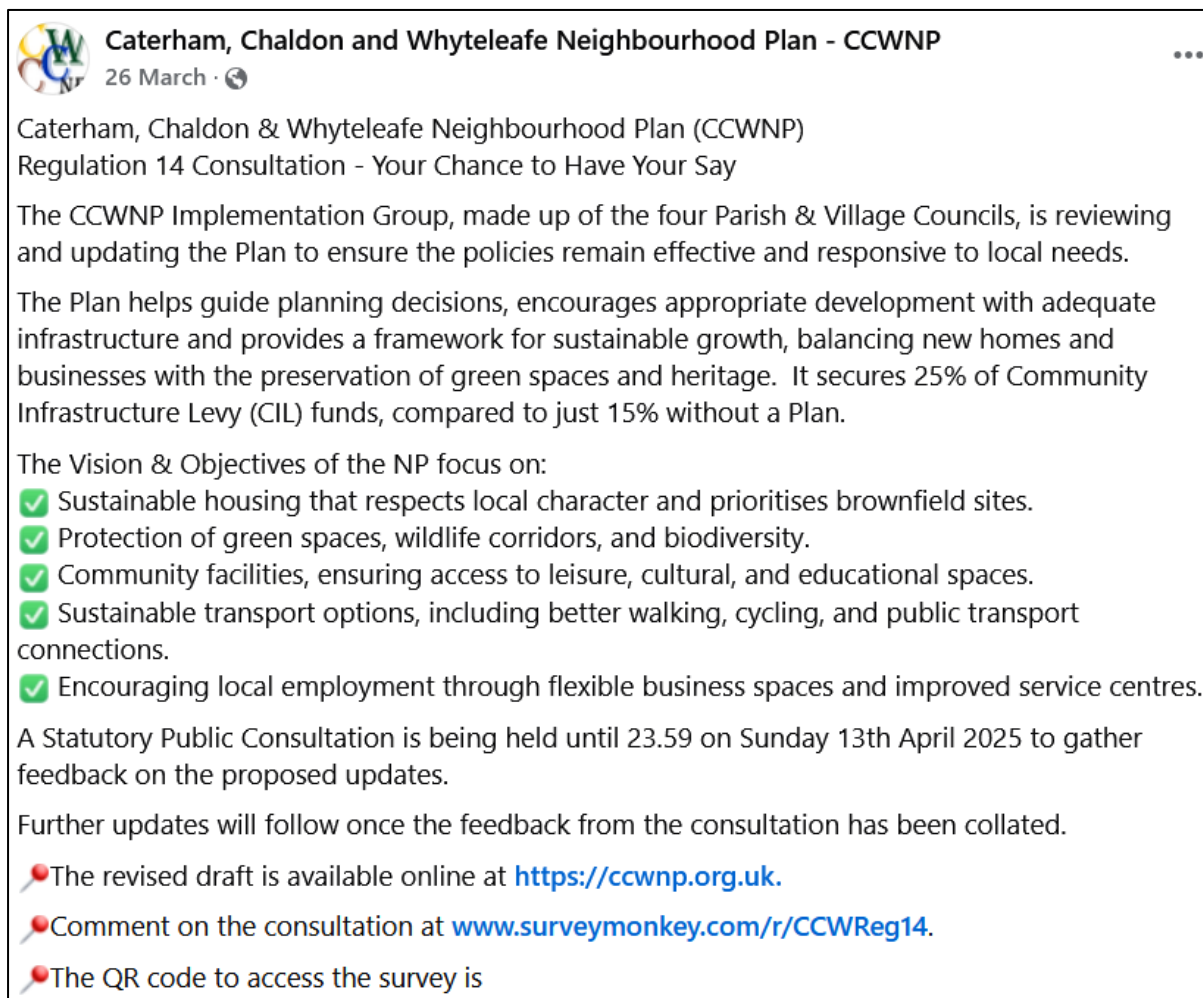 Caterham, Chaldon and Whyteleafe Neighbourhood Plan - CCWNP
26 March ·
Caterham, Chaldon & Whyteleafe Neighbourhood Plan (CCWNP)
Regulation 14 Consultation - Your Chance to Have Your Say
The CCWNP Implementation Group, made up of the four Parish & Village Councils, is reviewing
and updating the Plan to ensure the policies remain effective and responsive to local needs.
The Plan helps guide planning decisions, encourages appropriate development with adequate
infrastructure and provides a framework for sustainable growth, balancing new homes and
businesses with the preservation of green spaces and heritage. It secures 25% of Community
Infrastructure Levy (CIL) funds, compared to just 15% without a Plan.
The Vision & Objectives of the NP focus on:
✅ Sustainable housing that respects local character and prioritises brownfield sites.
✅ Protection of green spaces, wildlife corridors, and biodiversity.
✅ Community facilities, ensuring access to leisure, cultural, and educational spaces.
✅ Sustainable transport options, including better walking, cycling, and public transport
connections.
✅ Encouraging local employment through flexible business spaces and improved service centres.
A Statutory Public Consultation is being held until 23.59 on Sunday 13th April 2025 to gather
feedback on the proposed updates.
Further updates will follow once the feedback from the consultation has been collated.
📍The revised draft is available online at https://ccwnp.org.uk.
📍Comment on the consultation at www.surveymonkey.com/r/CCWReg14.
📍The QR code to access the survey is